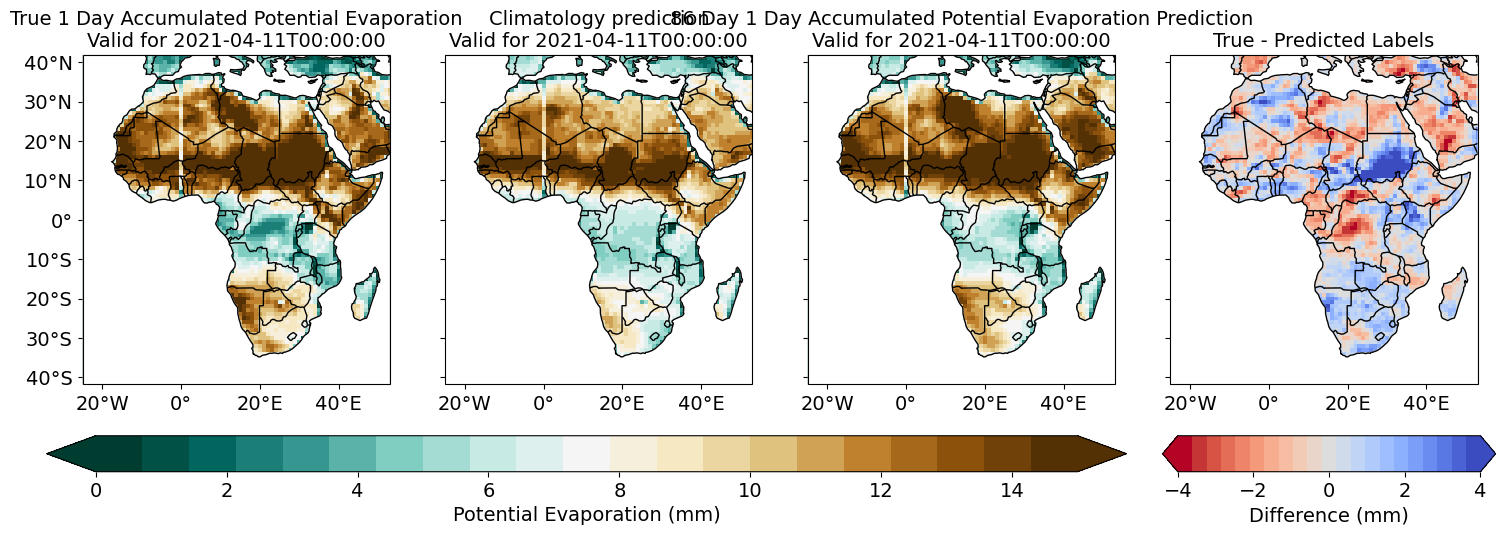 True 1 Day Accumulated Potential Evaporation
Valid for 2021-04-11T00:00:00
Climatology prediction
Valid for 2021-04-11T00:00:00
86 Day 1 Day Accumulated Potential Evaporation Prediction
Valid for 2021-04-11T00:00:00
True - Predicted Labels
40°N
30°N
20°N
10°N
0°
10°S
20°S
30°S
40°S
20°W 0° 20°E 40°E
20°W 0° 20°E 40°E
20°W 0° 20°E 40°E
20°W 0° 20°E 40°E
0 2 4 6 8 10 12 14
Potential Evaporation (mm)
−4 −2 0 2 4
Difference (mm)